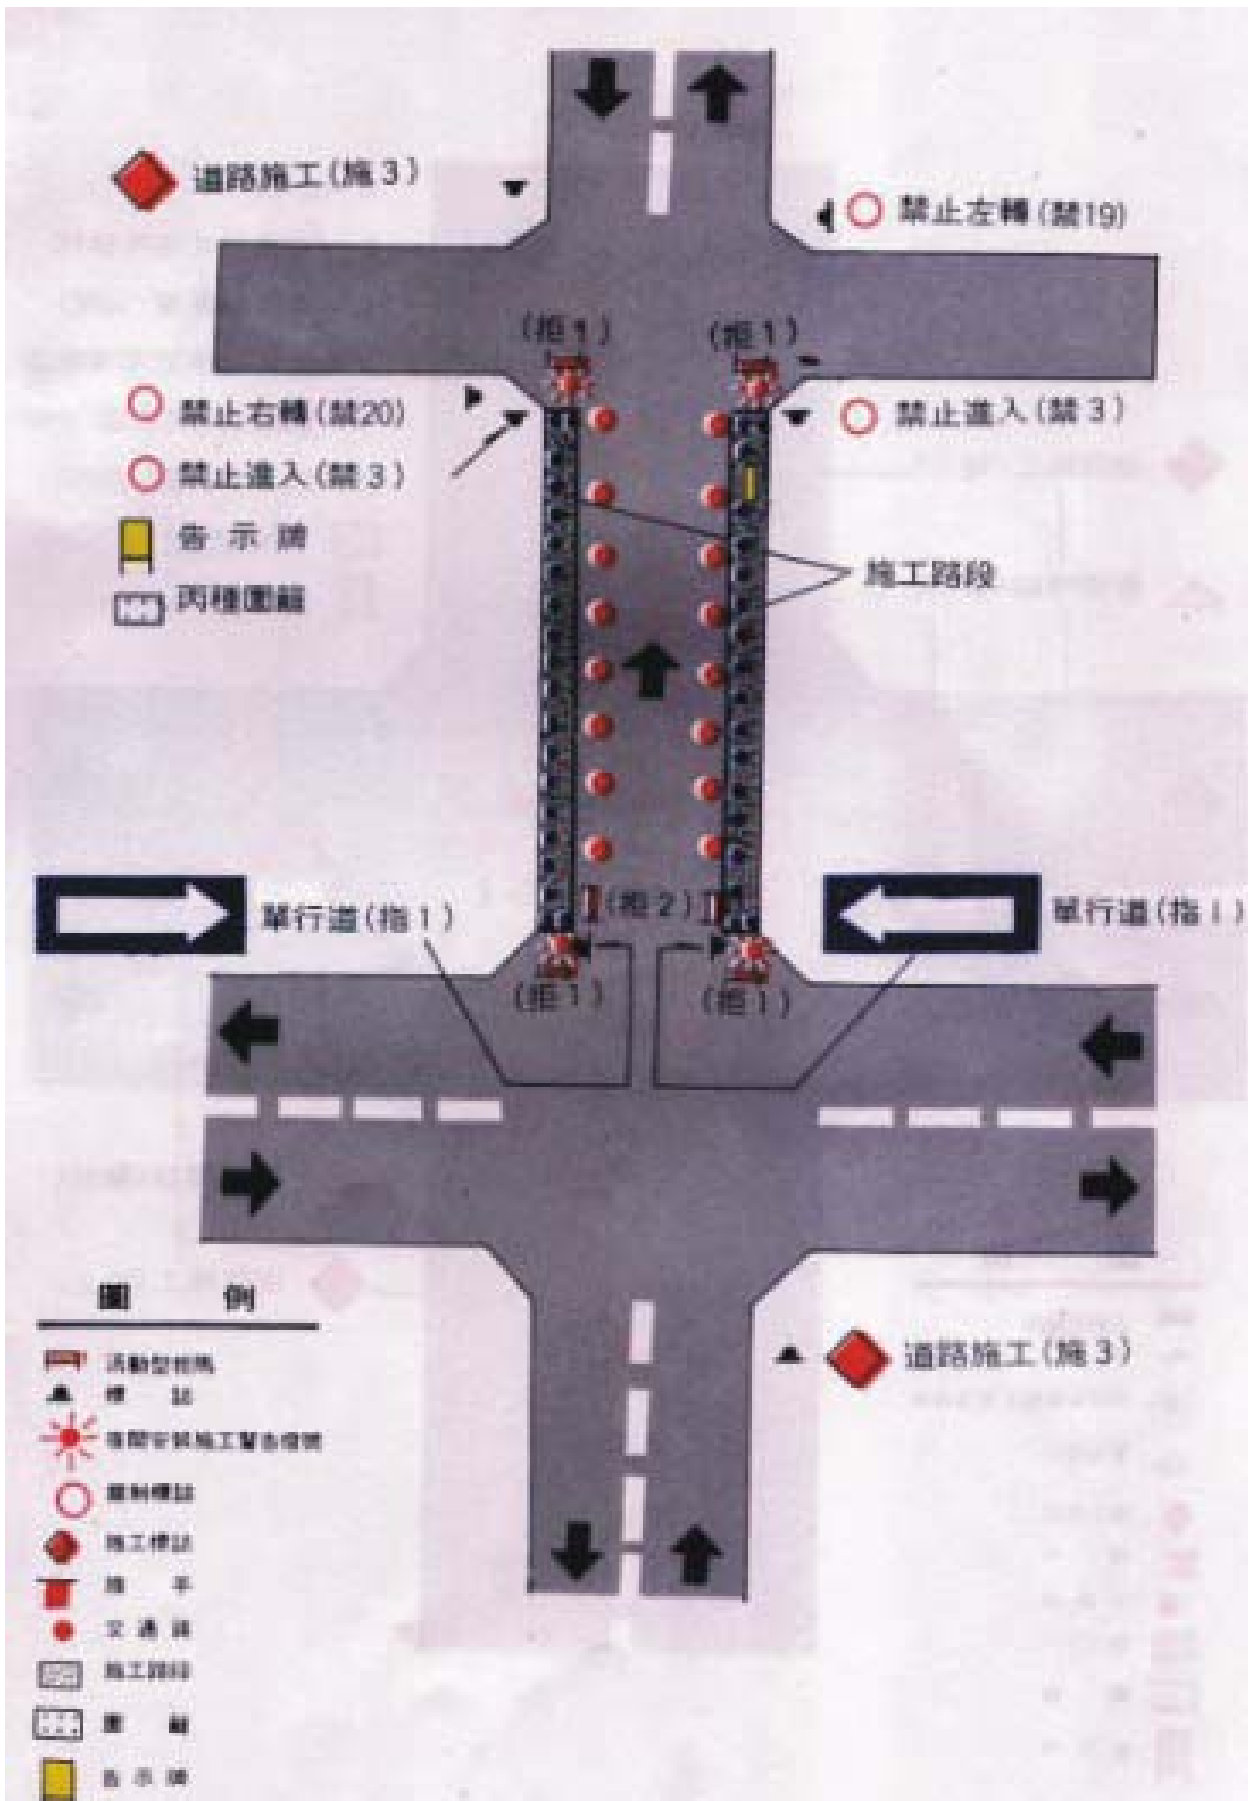 道路施工(施3)
禁止左轉(禁19)
(拒1)
(拒1)
禁止右轉(禁20)
禁止進入(禁3)
禁止進入(禁3)
告示牌
丙種圍籬
施工路段
單行道(指1)
(拒2)
單行道(指1)
(拒1)
(拒1)
圖例
道路施工(施3)
活動型拒馬
標誌
夜間安裝施工警告燈號
限制標誌
施工標誌
交通錐
施工路段
圍籬
告示牌